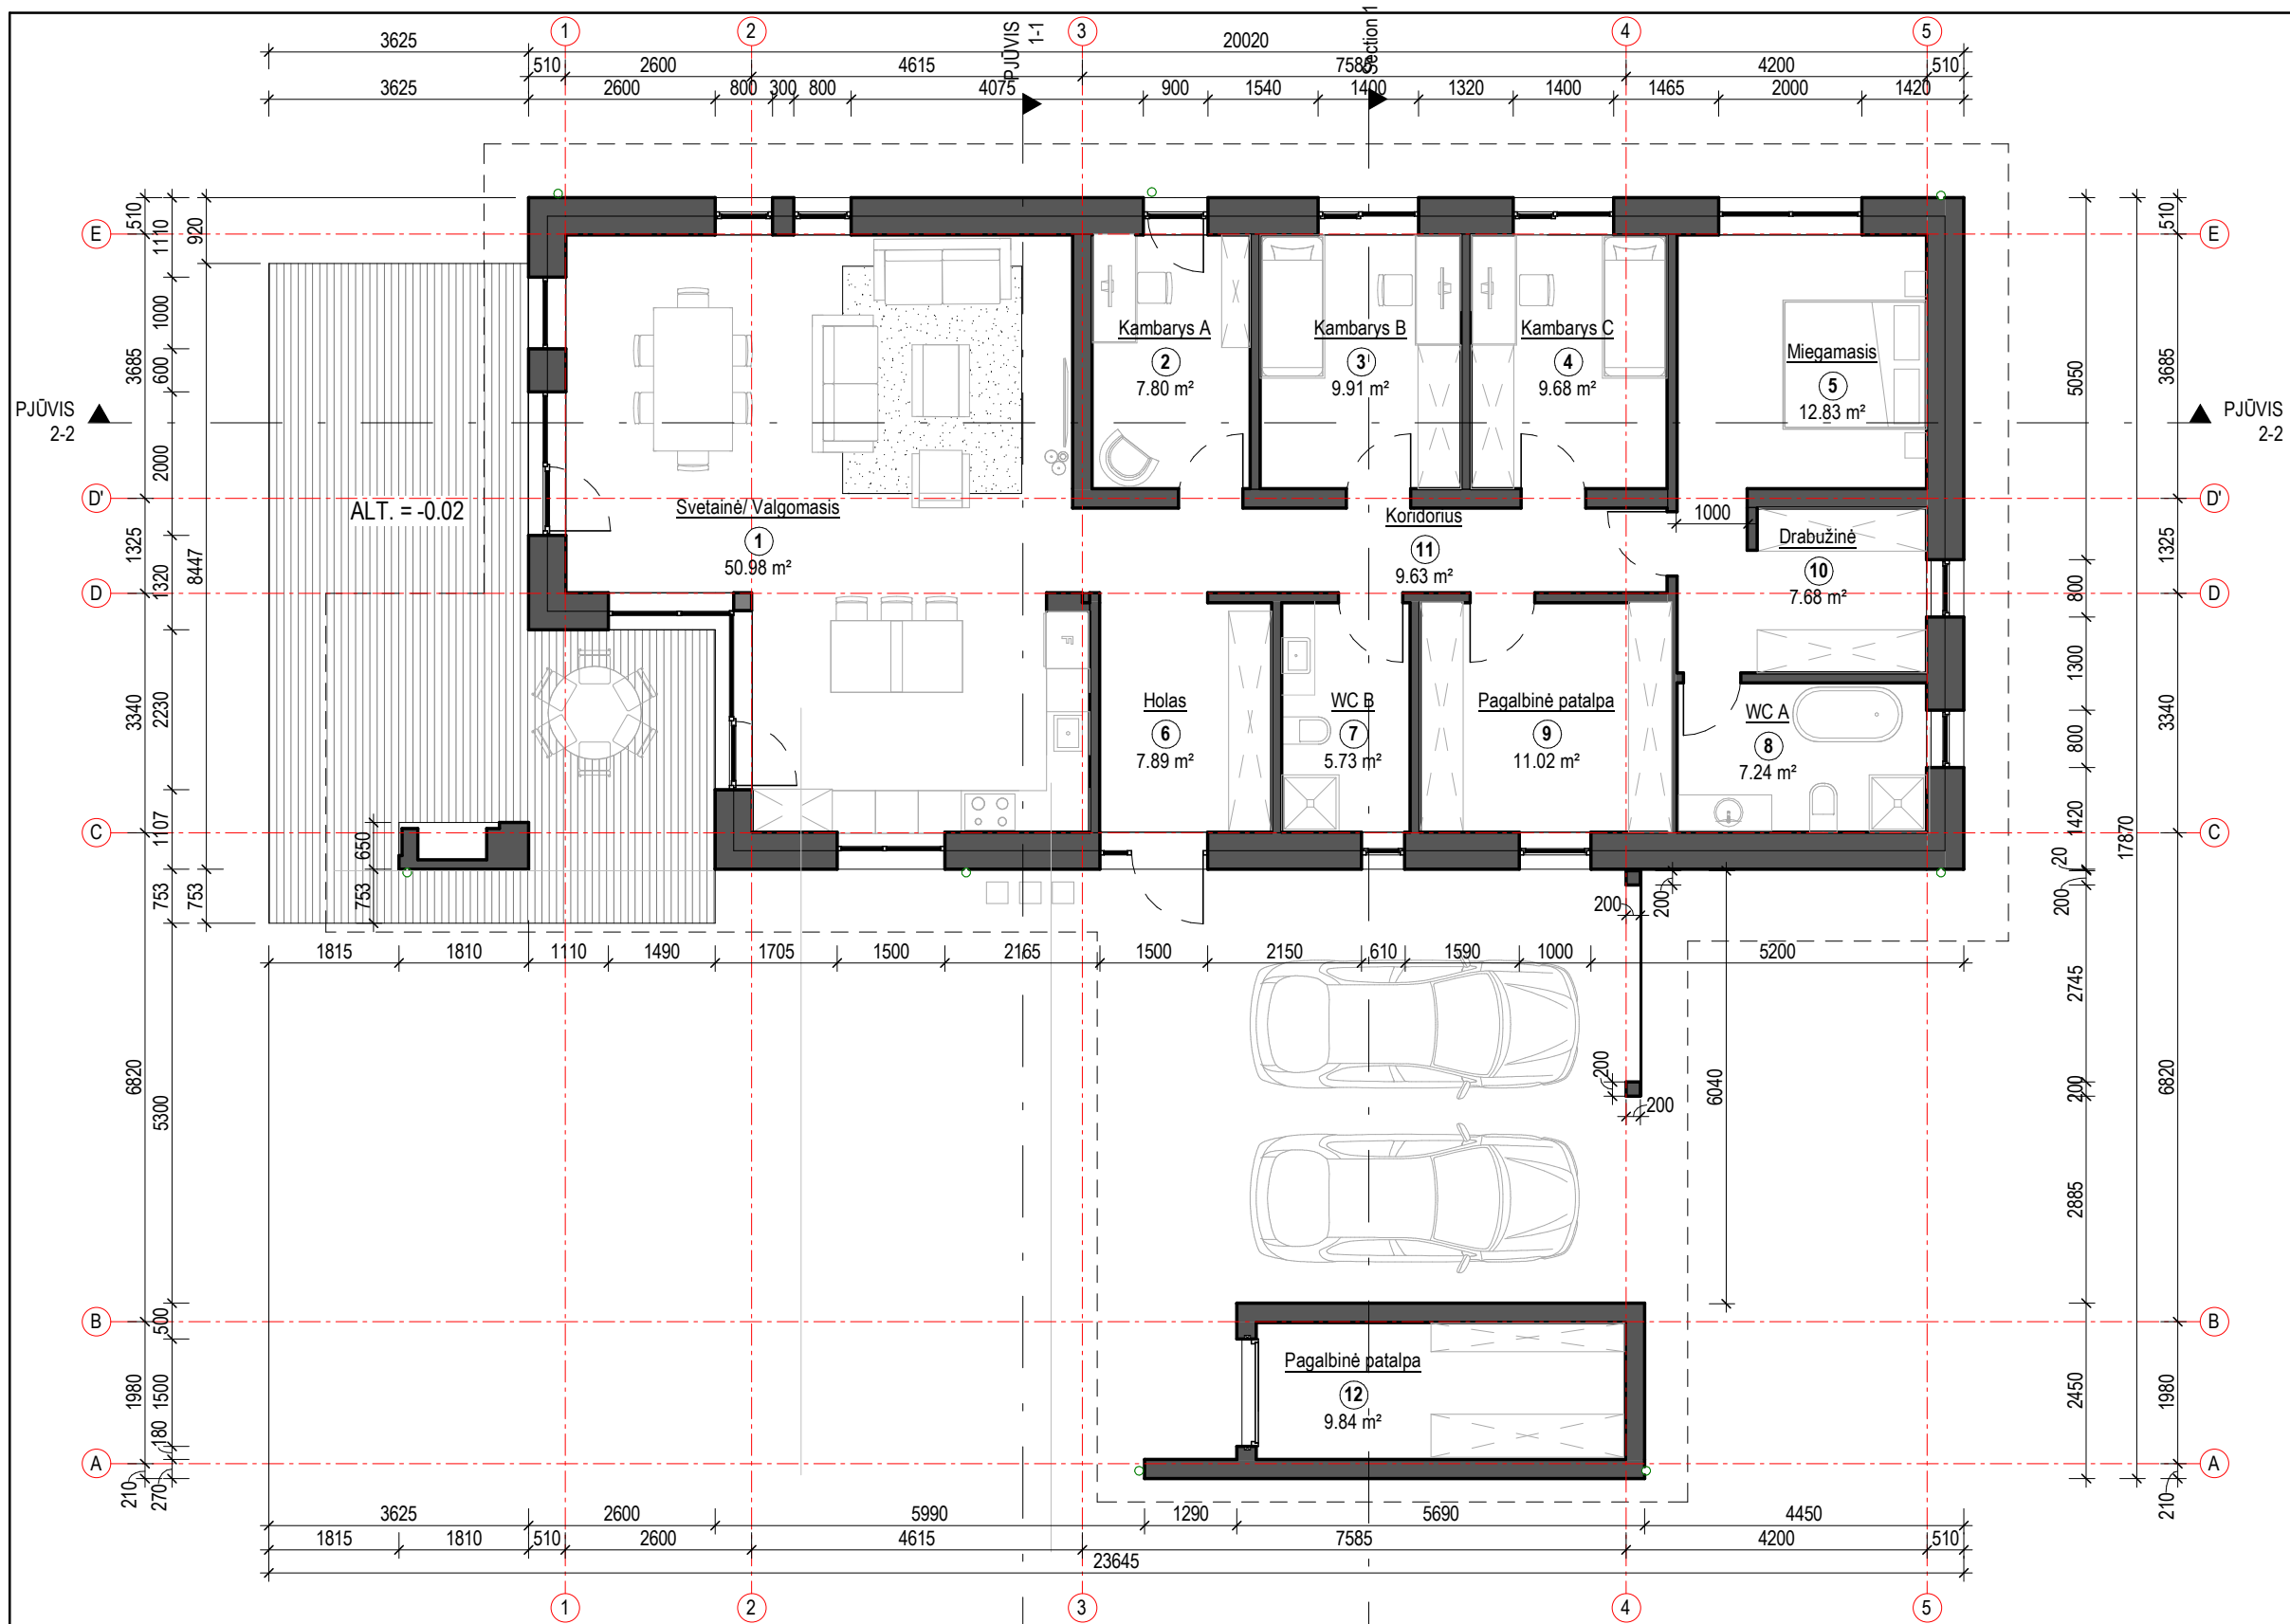 1
2
3
4
5
PJŪVIS
1-1
Section 1
3625
20020
510
2600
4615
7585
4200
510
3625
2600
800
300
800
4075
900
1540
1400
1320
1400
1465
2000
1420
E
D'
D
C
B
A
E
D'
D
C
B
A
510
3685
1325
3340
6820
1980
210
1110
1000
600
2000
1320
2230
1107
753
5300
500
1500
180
270
920
8447
753
650
753
PJŪVIS
2-2
PJŪVIS
2-2
ALT. = -0.02
Kambarys A
2
7.80 m²
Kambarys B
3
9.91 m²
Kambarys C
4
9.68 m²
Miegamasis
5
12.83 m²
Svetainė/ Valgomasis
1
50.98 m²
Koridorius
11
9.63 m²
1000
Drabužinė
10
7.68 m²
F
Holas
6
7.89 m²
WC B
7
5.73 m²
Pagalbinė patalpa
9
11.02 m²
WC A
8
7.24 m²
5050
800
1300
800
1420
20
200
2745
200
2885
2450
17870
510
3685
1325
3340
6820
1980
210
200
200
200
200
6040
1815
1810
1110
1490
1705
1500
2165
1500
2150
610
1590
1000
5200
Pagalbinė patalpa
12
9.84 m²
3625
2600
5990
1290
5690
4450
1815
1810
510
2600
4615
7585
4200
510
23645
1
2
3
4
5